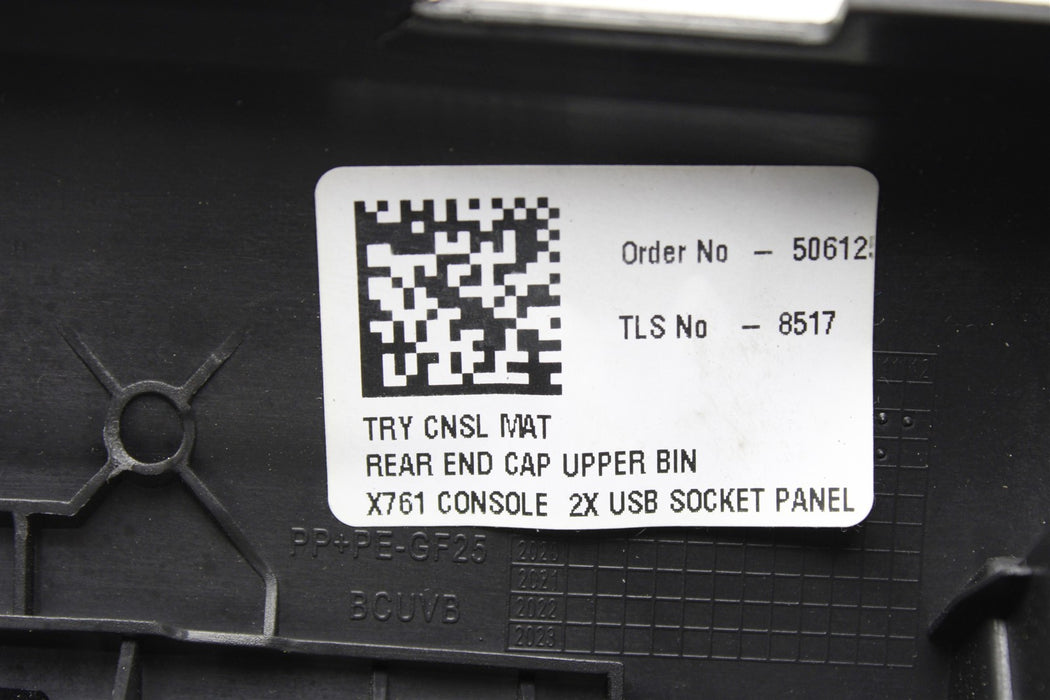 Order No - 50612
TLS No - 8517
TRY CNSL MAT
REAR END CAP UPPER BIN
X761 CONSOLE 2X USB SOCKET PANEL
PP+PE-GF25
BCUVB
2020
2021
2022
2023